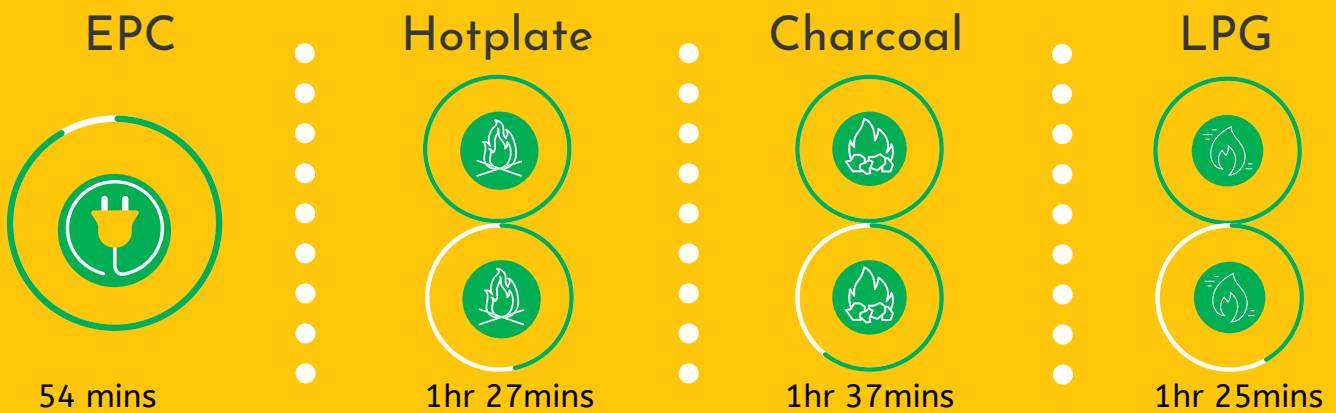 EPC
Hotplate
Charcoal
LPG
54 mins
1hr 27mins
1hr 37mins
1hr 25mins